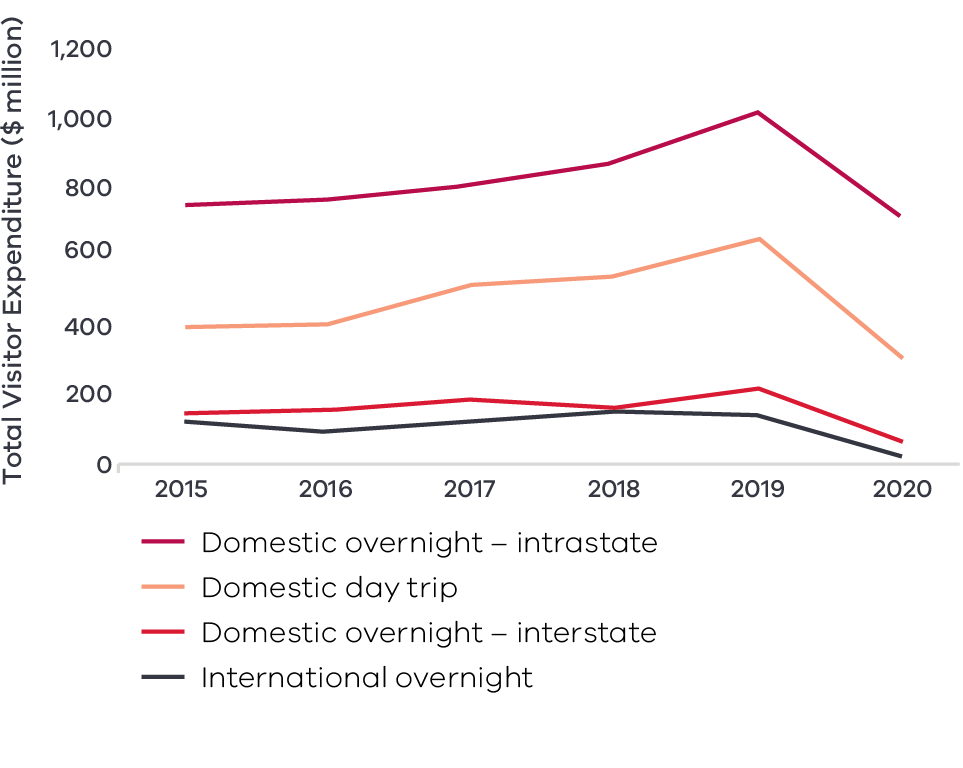 Total Visitor Expenditure ($ million)
1,200
1,000
800
600
400
200
0
2015 2016 2017 2018 2019 2020
Domestic overnight – intrastate
Domestic day trip
Domestic overnight – interstate
International overnight